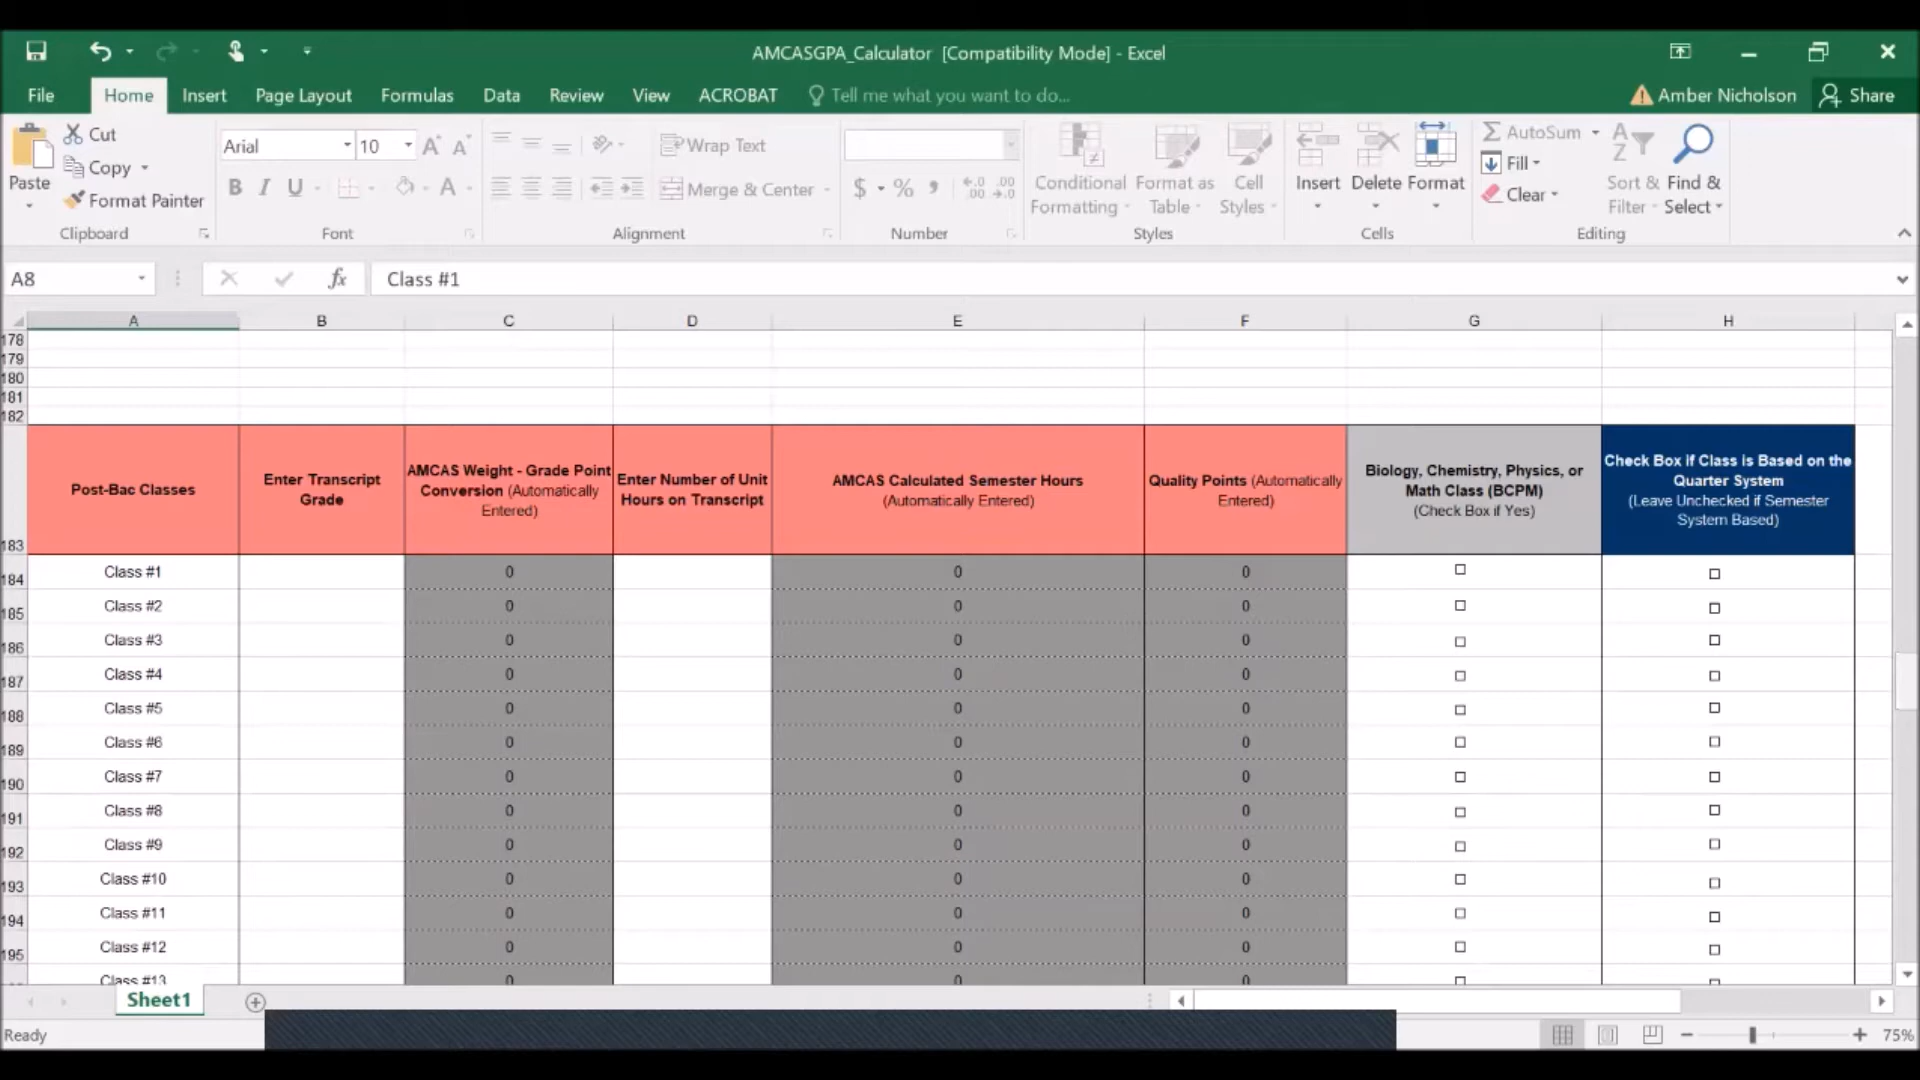 AMCASGPA_Calculator [Compatibility Mode] - Excel
File Home Insert Page Layout Formulas Data Review View ACROBAT Tell me what you want to do... Amber Nicholson Share
Paste
Cut
Copy
Format Painter
Clipboard
Arial 10
B I U
A
Font
Wrap Text
Merge & Center
Alignment
$ % ,
Number
Conditional Formatting
Format as Table
Cell Styles
Styles
Insert Delete Format
Cells
AutoSum
Fill
Clear
Sort & Filter
Find & Select
Editing
A8 fx Class #1
A B C D E F G H
178
179
180
181
182
183
Post-Bac Classes
Enter Transcript
Grade
AMCAS Weight - Grade Point
Conversion (Automatically
Entered)
Enter Number of Unit
Hours on Transcript
AMCAS Calculated Semester Hours
(Automatically Entered)
Quality Points (Automatically
Entered)
Biology, Chemistry, Physics, or
Math Class (BCPM)
(Check Box if Yes)
Check Box if Class is Based on the
Quarter System
(Leave Unchecked if Semester
System Based)
184 Class #1 0 0 0
185 Class #2 0 0 0
186 Class #3 0 0 0
187 Class #4 0 0 0
188 Class #5 0 0 0
189 Class #6 0 0 0
190 Class #7 0 0 0
191 Class #8 0 0 0
192 Class #9 0 0 0
193 Class #10 0 0 0
194 Class #11 0 0 0
195 Class #12 0 0 0
Class #13 0 0 0
Sheet1
Ready 75%